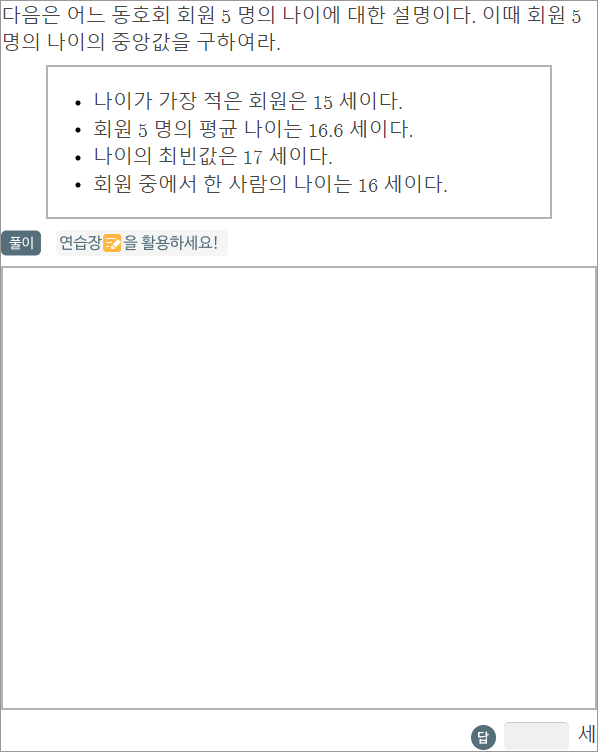 다음은 어느 동호회 회원 5 명의 나이에 대한 설명이다. 이때 회원 5
명의 나이의 중앙값을 구하여라.
• 나이가 가장 적은 회원은 15 세이다.
• 회원 5 명의 평균 나이는 16.6 세이다.
• 나이의 최빈값은 17 세이다.
• 회원 중에서 한 사람의 나이는 16 세이다.
풀이 연습장을 활용하세요!
답 세